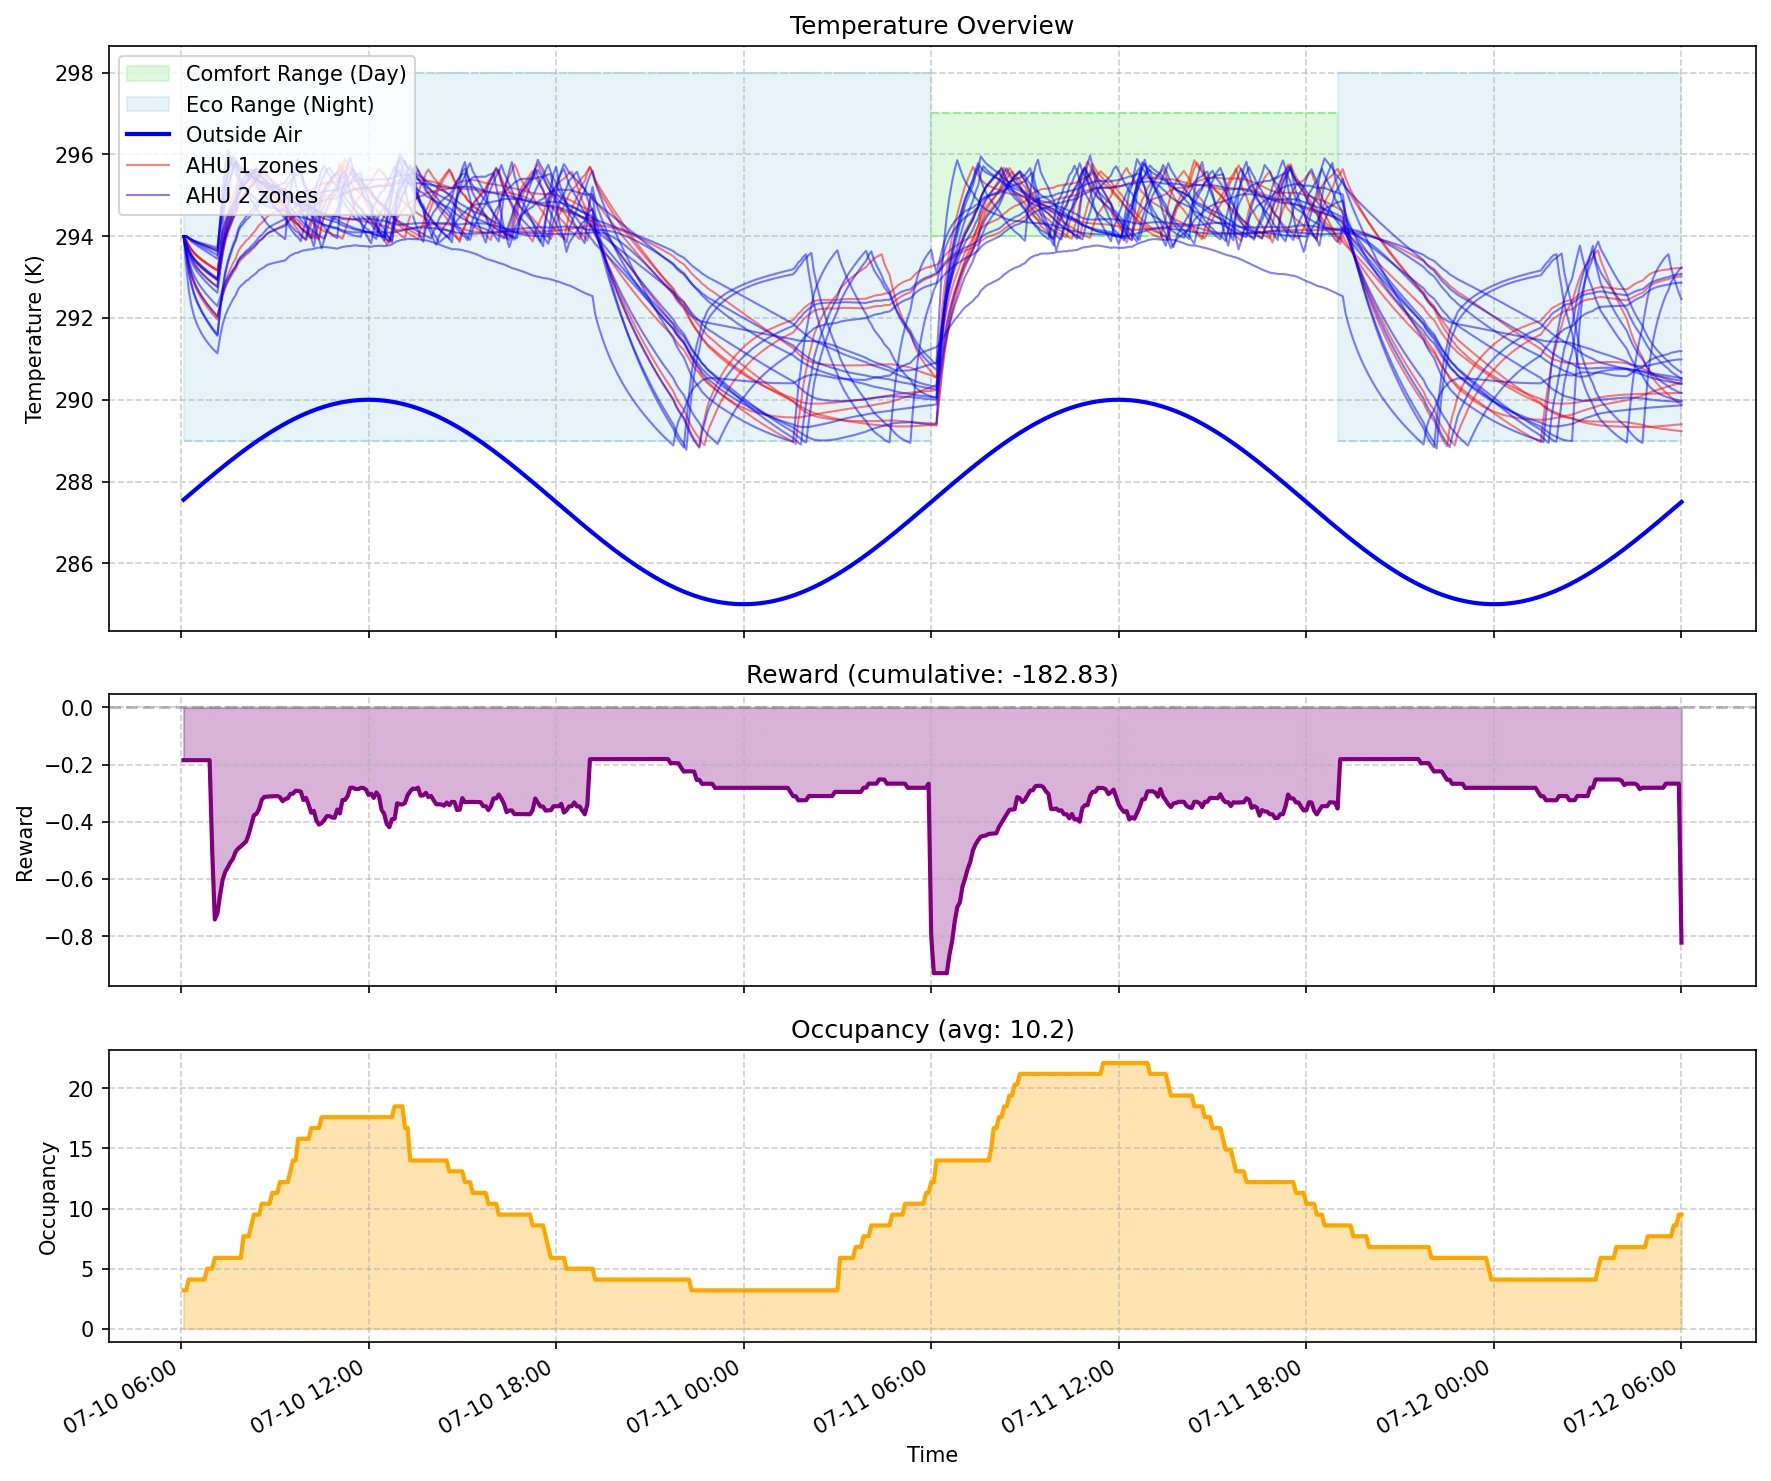 Temperature Overview
298
296
294
292
290
288
286
Temperature (K)
Comfort Range (Day)
Eco Range (Night)
Outside Air
AHU 1 zones
AHU 2 zones
Reward (cumulative: -182.83)
0.0
−0.2
−0.4
−0.6
−0.8
Reward
Occupancy (avg: 10.2)
20
15
10
5
0
Occupancy
07-10 06:00
07-10 12:00
07-10 18:00
07-11 00:00
07-11 06:00
07-11 12:00
07-11 18:00
07-12 00:00
07-12 06:00
Time